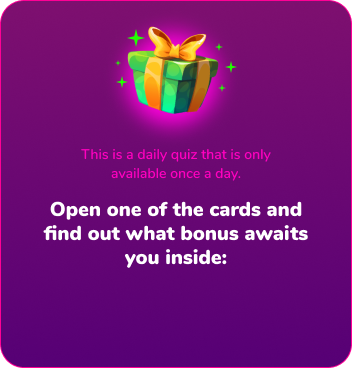 This is a daily quiz that is only
available once a day.
Open one of the cards and
find out what bonus awaits
you inside: